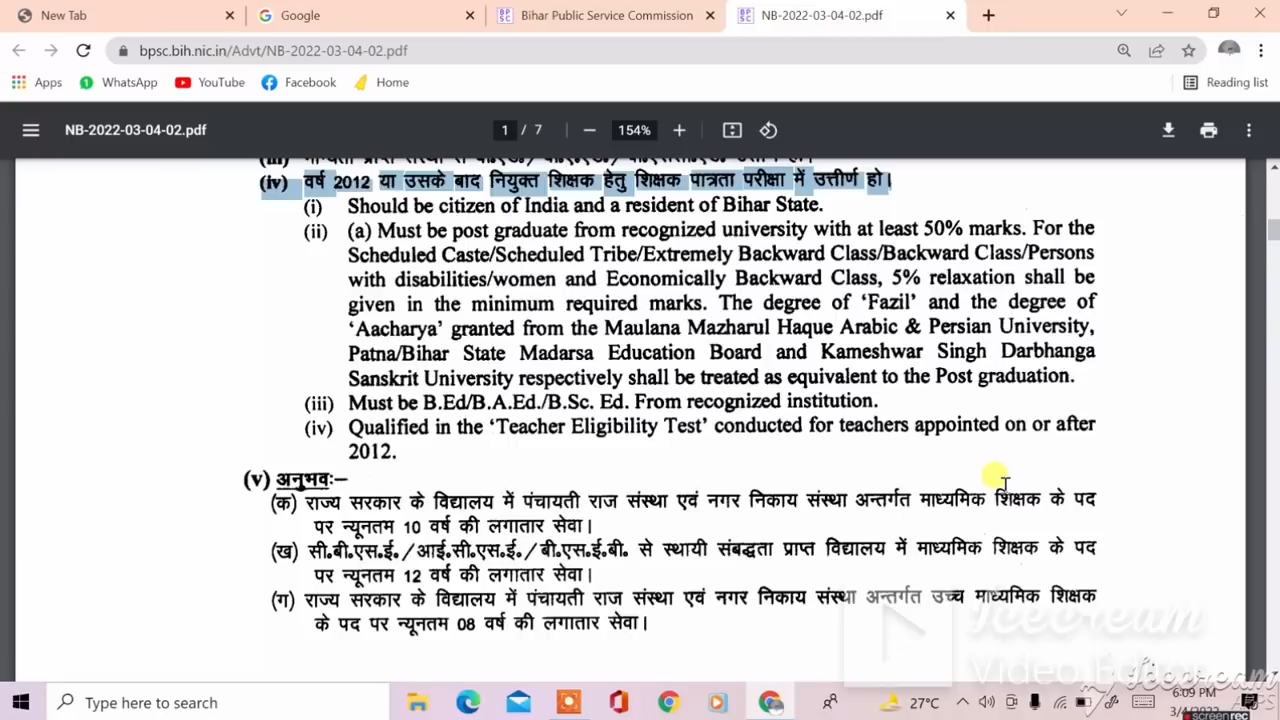 New Tab
Google
Bihar Public Service Commission
NB-2022-03-04-02.pdf
bpsc.bih.nic.in/Advt/NB-2022-03-04-02.pdf
Apps
WhatsApp
YouTube
Facebook
Home
Reading list
NB-2022-03-04-02.pdf
1 / 7
154%
(iv) वर्ष 2012 या उसके बाद नियुक्त शिक्षक हेतु शिक्षक पात्रता परीक्षा में उत्तीर्ण हो।
(i) Should be citizen of India and a resident of Bihar State.
(ii) (a) Must be post graduate from recognized university with at least 50% marks. For the
Scheduled Caste/Scheduled Tribe/Extremely Backward Class/Backward Class/Persons
with disabilities/women and Economically Backward Class, 5% relaxation shall be
given in the minimum required marks. The degree of ‘Fazil’ and the degree of
‘Aacharya’ granted from the Maulana Mazharul Haque Arabic & Persian University,
Patna/Bihar State Madarsa Education Board and Kameshwar Singh Darbhanga
Sanskrit University respectively shall be treated as equivalent to the Post graduation.
(iii) Must be B.Ed/B.A.Ed./B.Sc. Ed. From recognized institution.
(iv) Qualified in the ‘Teacher Eligibility Test’ conducted for teachers appointed on or after
2012.
(v) अनुभवः–
(क) राज्य सरकार के विद्यालय में पंचायती राज संस्था एवं नगर निकाय संस्था अन्तर्गत माध्यमिक शिक्षक के पद
पर न्यूनतम 10 वर्ष की लगातार सेवा।
(ख) सी.बी.एस.ई./आई.सी.एस.ई./बी.एस.ई.बी. से स्थायी संबद्धता प्राप्त विद्यालय में माध्यमिक शिक्षक के पद
पर न्यूनतम 12 वर्ष की लगातार सेवा।
(ग) राज्य सरकार के विद्यालय में पंचायती राज संस्था एवं नगर निकाय संस्था अन्तर्गत उच्च माध्यमिक शिक्षक
के पद पर न्यूनतम 08 वर्ष की लगातार सेवा।
Icecream
Video Editor
Icecream
APPS
Type here to search
27°C
6:09 PM
screenrec